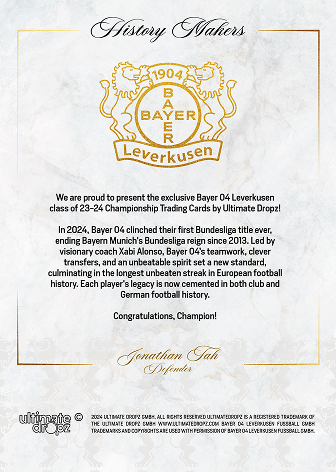 History Makers
1904
BAYER
BAYER
Leverkusen
We are proud to present the exclusive Bayer 04 Leverkusen
class of 23–24 Championship Trading Cards by Ultimate Dropz!
In 2024, Bayer 04 clinched their first Bundesliga title ever,
ending Bayern Munich's Bundesliga reign since 2013. Led by
visionary coach Xabi Alonso, Bayer 04's teamwork, clever
transfers, and an unbeatable spirit set a new standard,
culminating in the longest unbeaten streak in European football
history. Each player's legacy is now cemented in both club and
German football history.
Congratulations, Champion!
Jonathan Tah
Defender
ultimate
dropz ©
2024 ULTIMATE DROPZ GMBH. ALL RIGHTS RESERVED ULTIMATEDROPZ IS A REGISTERED TRADEMARK OF
THE ULTIMATE DROPZ GMBH WWW.ULTIMATEDROPZ.COM BAYER 04 LEVERKUSEN FUSSBALL GMBH
TRADEMARKS AND COPYRIGHTS ARE USED WITH PERMISSION OF BAYER 04 LEVERKUSEN FUSSBALL GMBH.